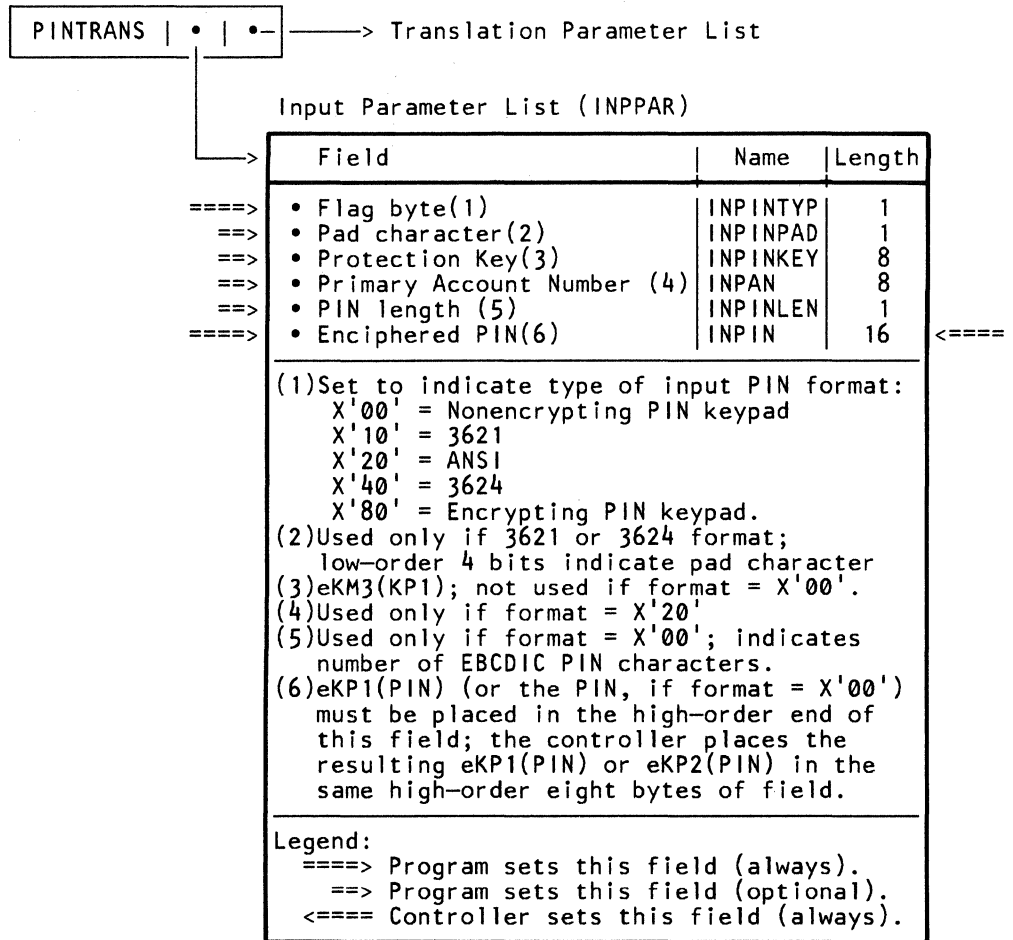 PINTRANS | • | •—————> Translation Parameter List
Input Parameter List (INPPAR)
Field | Name |Length
====> • Flag byte(1) |INPINTYP| 1
==> • Pad character(2) |INPINPAD| 1
==> • Protection Key(3) |INPINKEY| 8
==> • Primary Account Number (4)|INPAN | 8
==> • PIN length (5) |INPINLEN| 1
====> • Enciphered PIN(6) |INPIN | 16 <====
(1)Set to indicate type of input PIN format:
X'00' = Nonencrypting PIN keypad
X'10' = 3621
X'20' = ANSI
X'40' = 3624
X'80' = Encrypting PIN keypad.
(2)Used only if 3621 or 3624 format;
low-order 4 bits indicate pad character
(3)eKM3(KP1); not used if format = X'00'.
(4)Used only if format = X'20'
(5)Used only if format = X'00'; indicates
number of EBCDIC PIN characters.
(6)eKP1(PIN) (or the PIN, if format = X'00')
must be placed in the high-order end of
this field; the controller places the
resulting eKP1(PIN) or eKP2(PIN) in the
same high-order eight bytes of field.
Legend:
====> Program sets this field (always).
==> Program sets this field (optional).
<==== Controller sets this field (always).